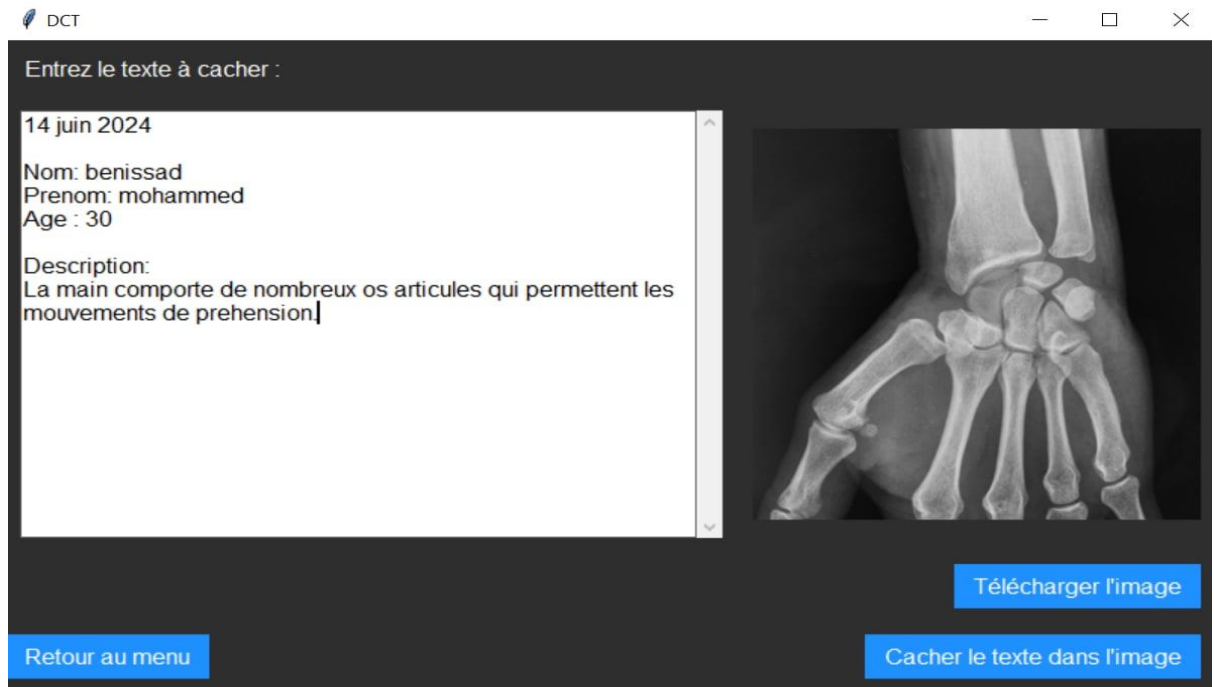 DCT
Entrez le texte à cacher :
14 juin 2024
Nom: benissad
Prenom: mohammed
Age : 30
Description:
La main comporte de nombreux os articules qui permettent les
mouvements de prehension.
Télécharger l'image
Retour au menu
Cacher le texte dans l'image